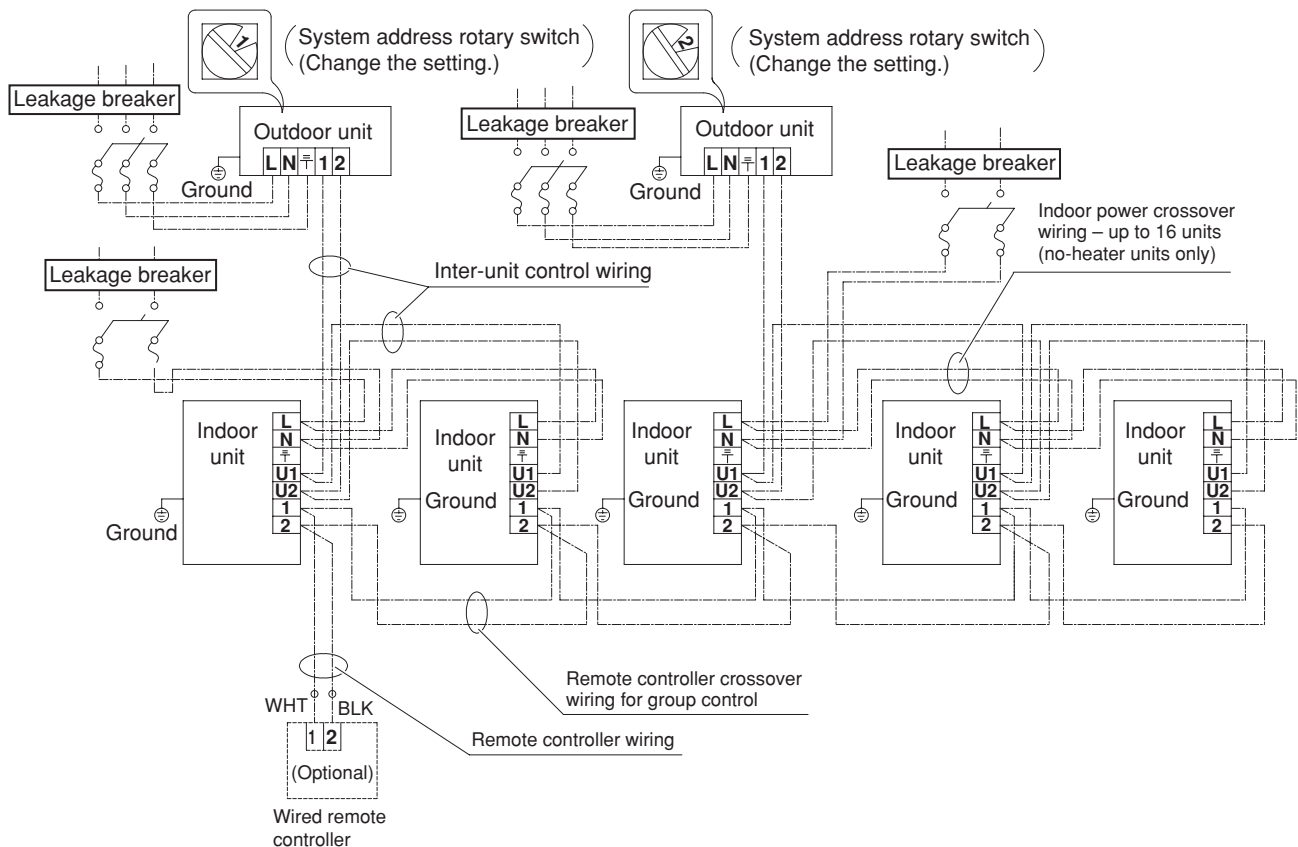 1
( System address rotary switch )
(Change the setting.)
2
( System address rotary switch )
(Change the setting.)
Leakage breaker
Outdoor unit
L N 1 2
Ground
Leakage breaker
Outdoor unit
L N 1 2
Ground
Leakage breaker
Indoor power crossover
wiring – up to 16 units
(no-heater units only)
Leakage breaker
Inter-unit control wiring
Indoor
unit
Ground
L
N
U1
U2
1
2
Indoor
unit
Ground
L
N
U1
U2
1
2
Indoor
unit
Ground
L
N
U1
U2
1
2
Indoor
unit
Ground
L
N
U1
U2
1
2
Indoor
unit
Ground
L
N
U1
U2
1
2
Remote controller crossover
wiring for group control
WHT BLK
1 2
Remote controller wiring
(Optional)
Wired remote
controller